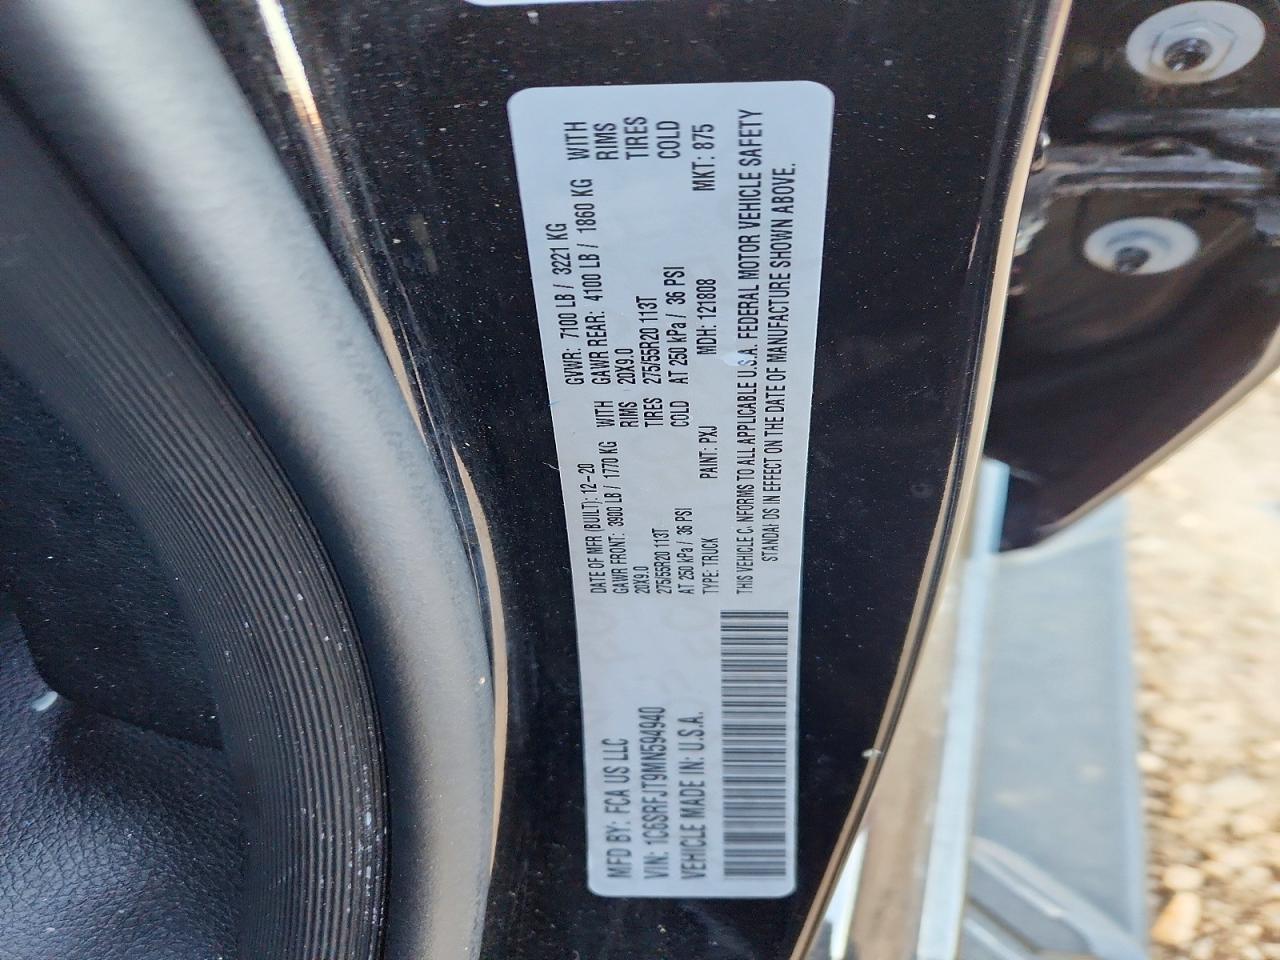 MFD BY: FCA US LLC
DATE OF MFR (BUILT): 12-20
GVWR: 7100 LB / 3221 KG
VIN: 1C6SRFJT9MN594940
GAWR FRONT: 3900 LB / 1770 KG WITH
GAWR REAR: 4100 LB / 1860 KG WITH
VEHICLE MADE IN: U.S.A.
20X9.0 RIMS
20X9.0 RIMS
275/55R20 113T TIRES
275/55R20 113T TIRES
AT 250 kPa / 36 PSI COLD
AT 250 kPa / 36 PSI COLD
TYPE: TRUCK PAINT: PXJ MDH: 121808 MKT: 875
THIS VEHICLE C NFORMS TO ALL APPLICABLE U.S.A. FEDERAL MOTOR VEHICLE SAFETY
STANDA DS IN EFFECT ON THE DATE OF MANUFACTURE SHOWN ABOVE.